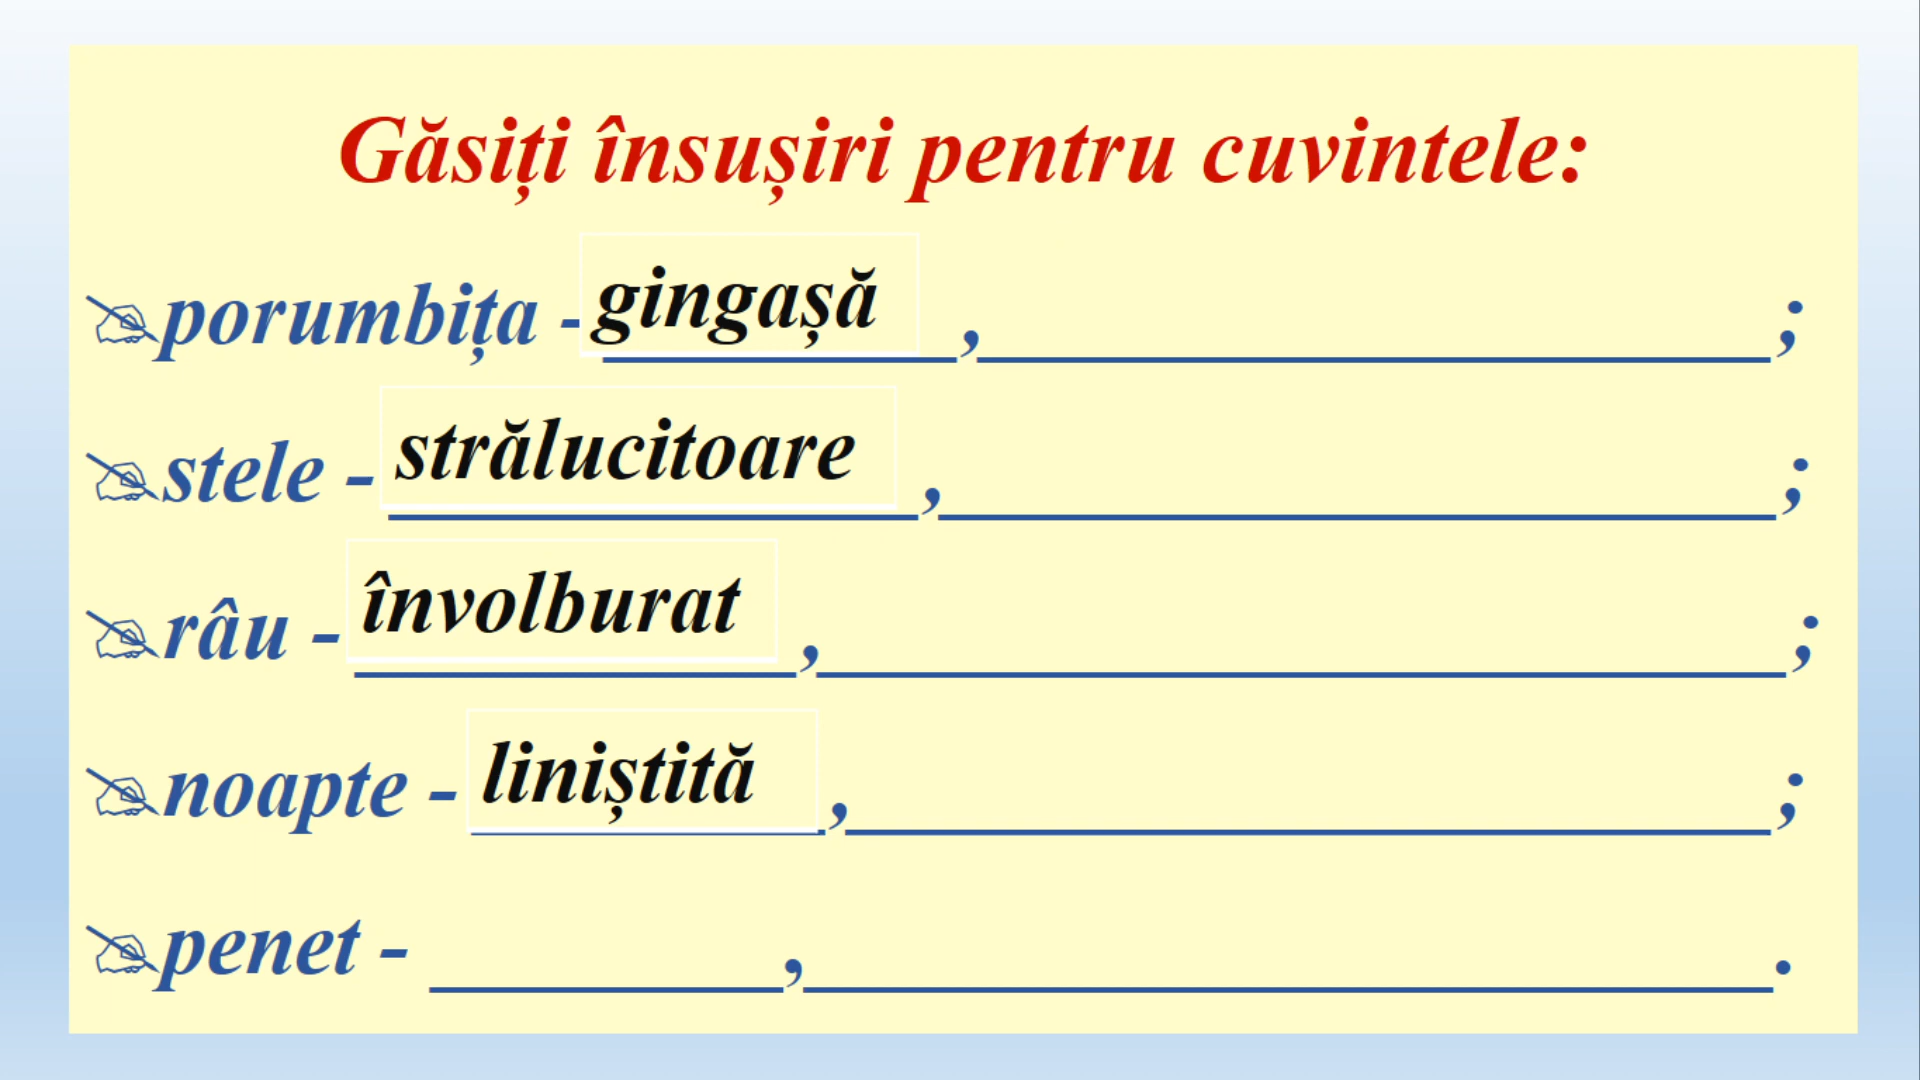 Găsiți însușiri pentru cuvintele:
porumbița - gingașă , ;
stele - strălucitoare , ;
râu - învolburat , ;
noapte - liniștită , ;
penet - , .